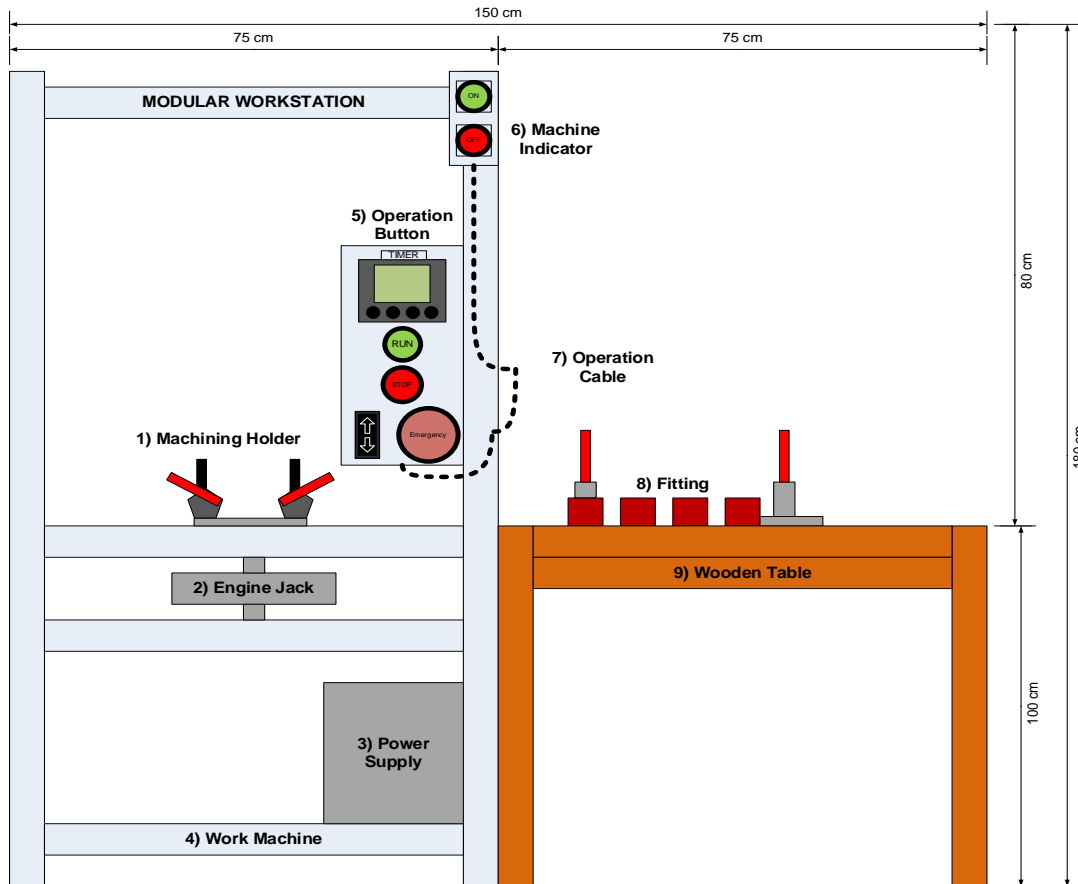 150 cm
75 cm
75 cm
MODULAR WORKSTATION
ON
OFF
6) Machine
Indicator
5) Operation
Button
TIMER
RUN
STOP
Emergency
7) Operation
Cable
80 cm
180 cm
1) Machining Holder
8) Fitting
2) Engine Jack
9) Wooden Table
3) Power
Supply
100 cm
4) Work Machine